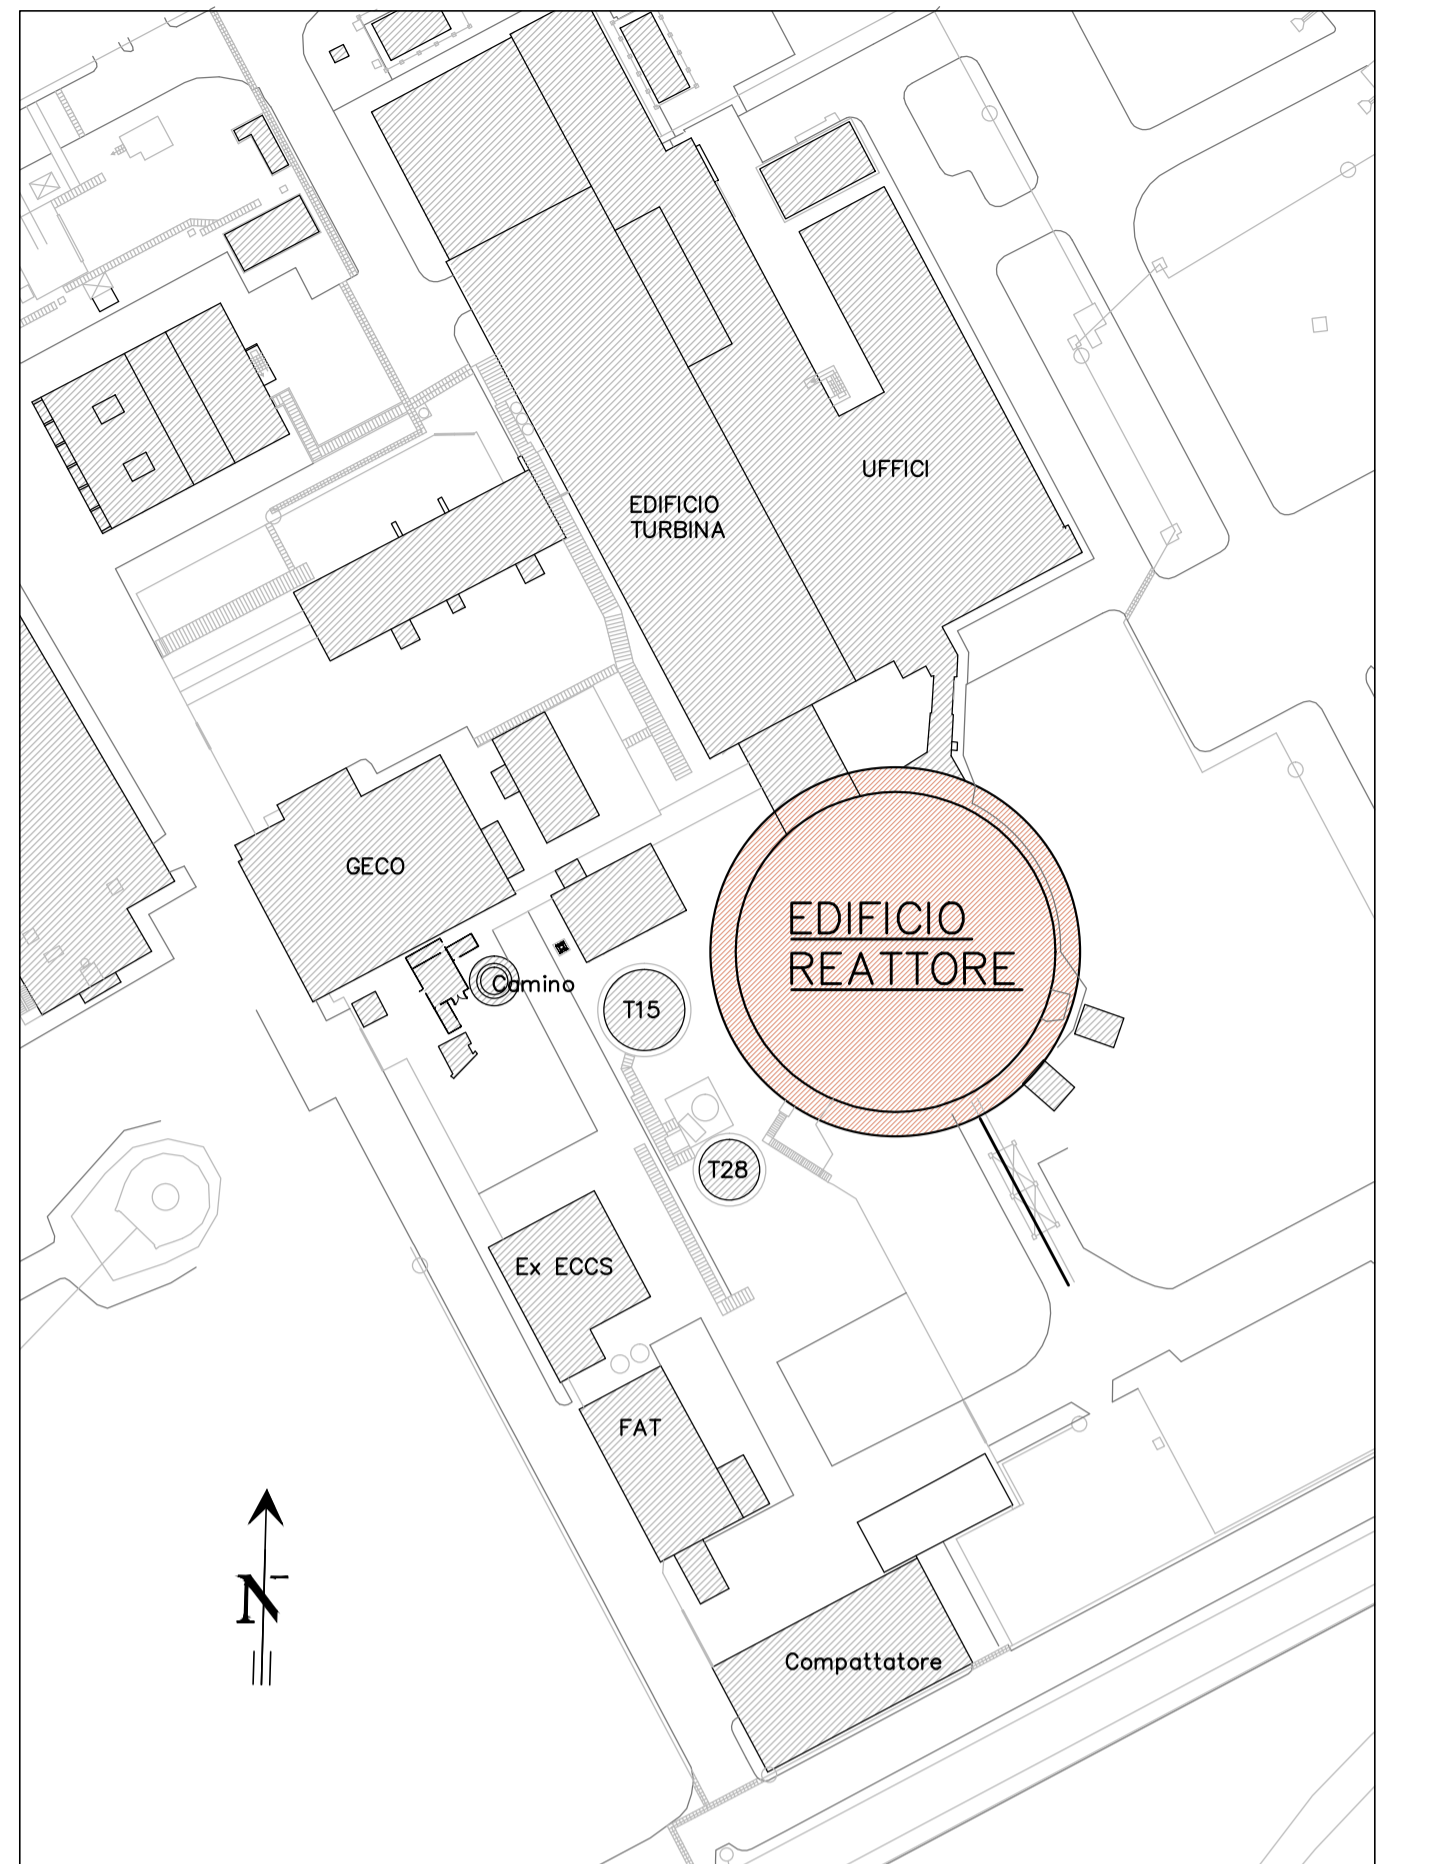 UFFICI
EDIFICIO
TURBINA
GECO
EDIFICIO
REATTORE
Camino
T15
T28
Ex ECCS
FAT
N
Compattatore